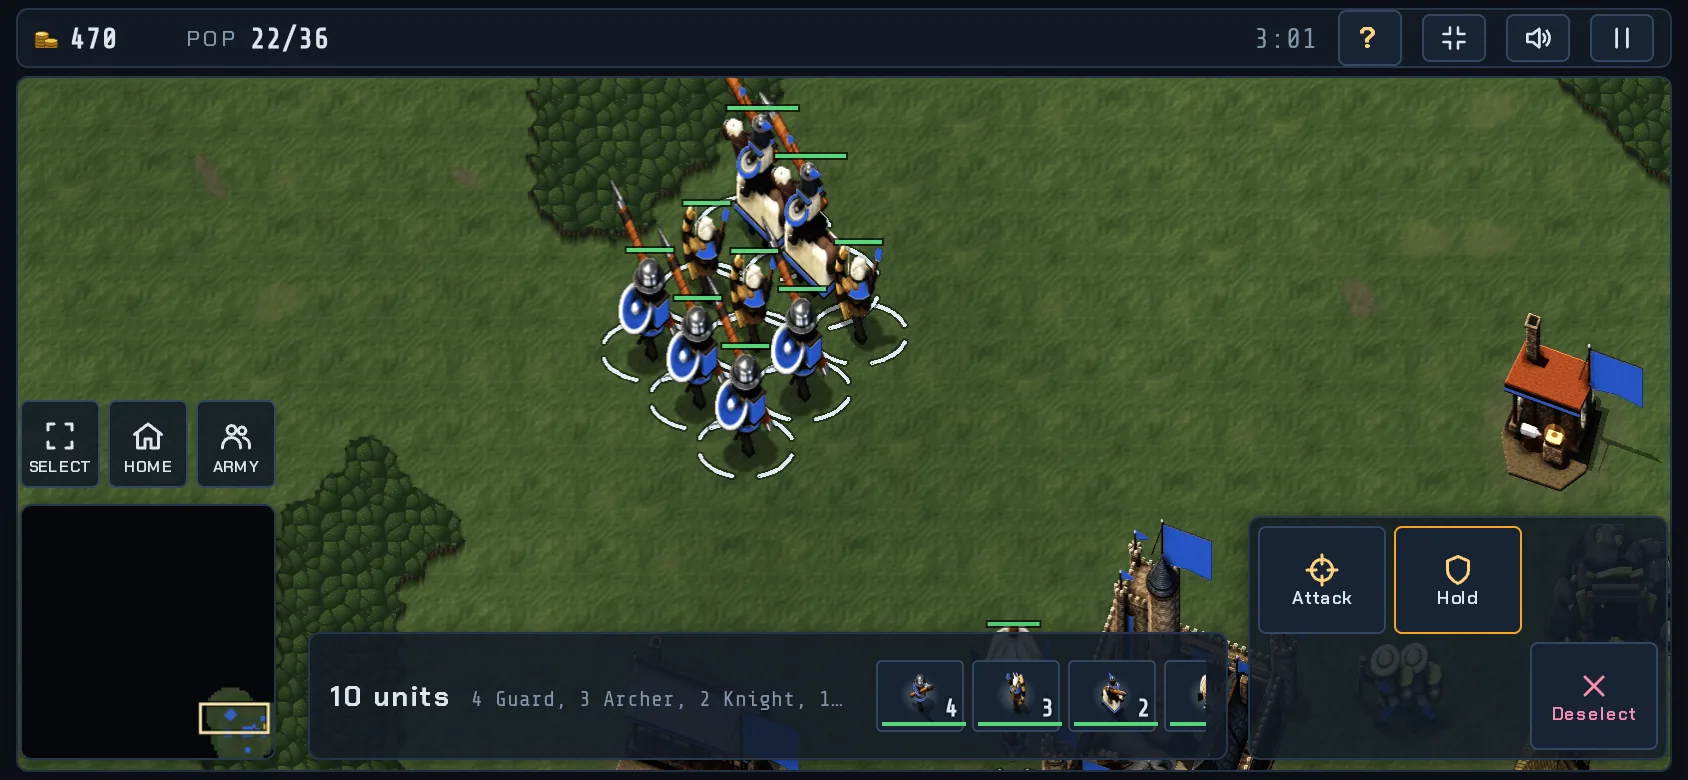 470 POP 22/36 3:01 ?
SELECT HOME ARMY
Attack Hold
10 units 4 Guard, 3 Archer, 2 Knight, 1… 4 3 2
Deselect